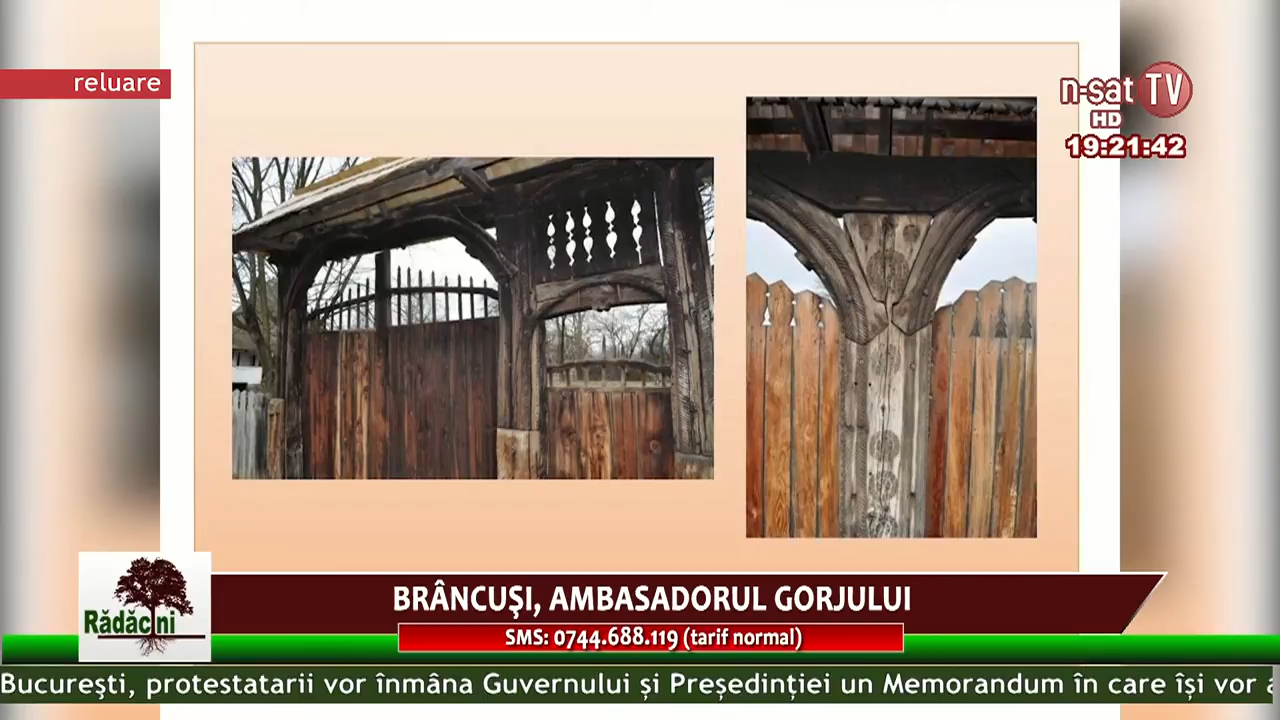 reluare
n-sat TV
HD
19:21:42
BRÂNCUȘI, AMBASADORUL GORJULUI
Rădăcini
SMS: 0744.688.119 (tarif normal)
București, protestatarii vor înmâna Guvernului și Președinției un Memorandum în care își vor